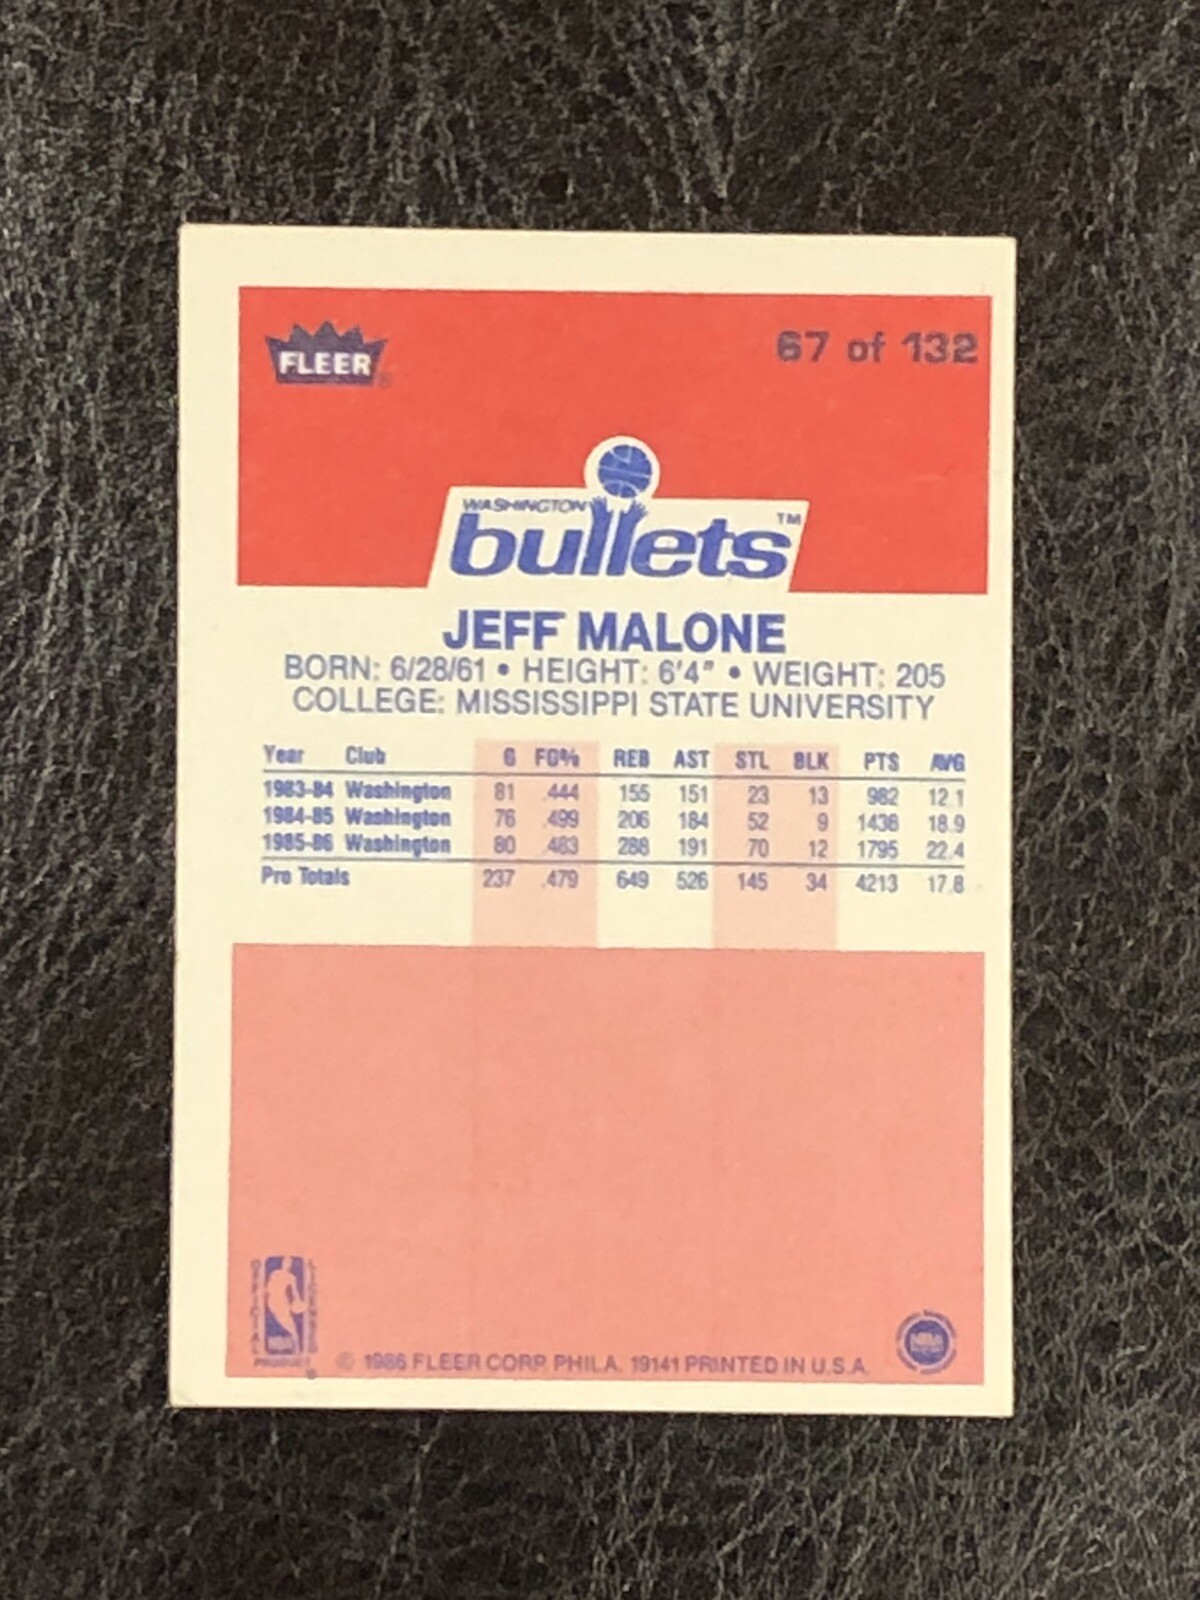 FLEER®
67 of 132
WASHINGTON
bullets™
JEFF MALONE
BORN: 6/28/61 • HEIGHT: 6'4" • WEIGHT: 205
COLLEGE: MISSISSIPPI STATE UNIVERSITY
Year Club G FG% REB AST STL BLK PTS AVG
1983-84 Washington 81 .444 155 151 23 13 982 12.1
1984-85 Washington 76 .499 206 184 52 9 1436 18.9
1985-86 Washington 80 .483 288 191 70 12 1795 22.4
Pro Totals 237 .479 649 526 145 34 4213 17.8
OFFICIAL LICENSED
PRODUCT
© 1986 FLEER CORP. PHILA. 19141 PRINTED IN U.S.A.